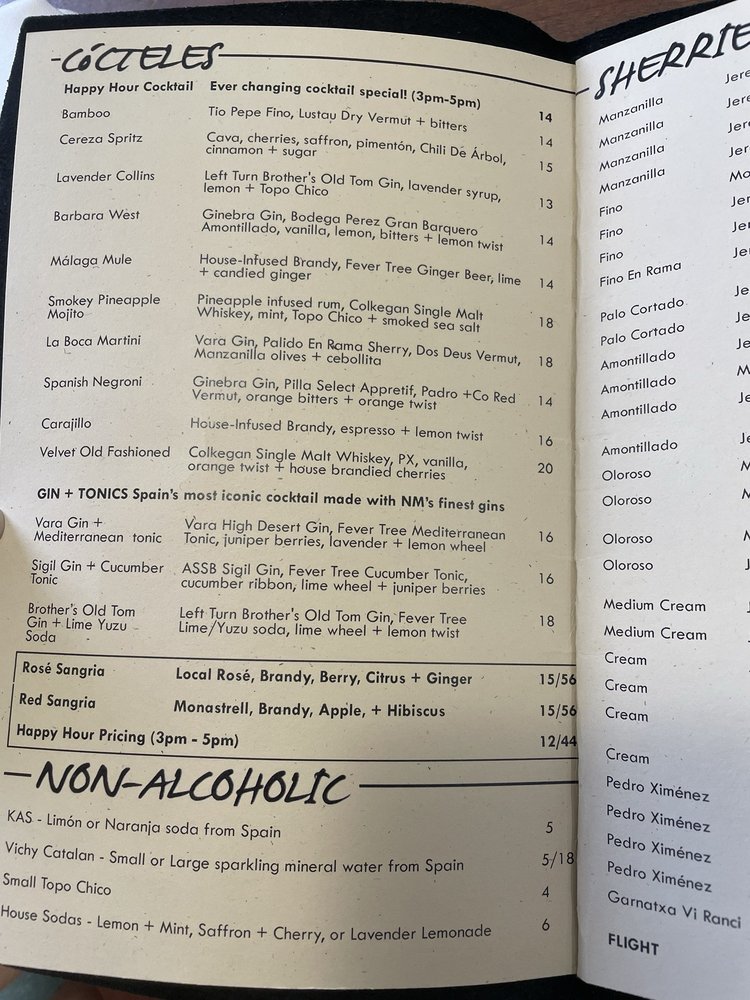 CÓCTELES
Happy Hour Cocktail Ever changing cocktail special! (3pm-5pm) 14
Bamboo Tio Pepe Fino, Lustau Dry Vermut + bitters 14
Cereza Spritz Cava, cherries, saffron, pimentón, Chili De Árbol,
cinnamon + sugar 15
Lavender Collins Left Turn Brother's Old Tom Gin, lavender syrup,
lemon + Topo Chico 13
Barbara West Ginebra Gin, Bodega Perez Gran Barquero
Amontillado, vanilla, lemon, bitters + lemon twist 14
Málaga Mule House-Infused Brandy, Fever Tree Ginger Beer, lime
+ candied ginger 14
Smokey Pineapple Pineapple infused rum, Colkegan Single Malt
Mojito Whiskey, mint, Topo Chico + smoked sea salt 18
La Boca Martini Vara Gin, Palido En Rama Sherry, Dos Deus Vermut,
Manzanilla olives + cebollita 18
Spanish Negroni Ginebra Gin, Pilla Select Appretif, Padro +Co Red
Vermut, orange bitters + orange twist 14
Carajillo House-Infused Brandy, espresso + lemon twist 16
Velvet Old Fashioned Colkegan Single Malt Whiskey, PX, vanilla,
orange twist + house brandied cherries 20
GIN + TONICS Spain's most iconic cocktail made with NM's finest gins
Vara Gin + Vara High Desert Gin, Fever Tree Mediterranean
Mediterranean tonic Tonic, juniper berries, lavender + lemon wheel 16
Sigil Gin + Cucumber ASSB Sigil Gin, Fever Tree Cucumber Tonic,
Tonic cucumber ribbon, lime wheel + juniper berries 16
Brother's Old Tom Left Turn Brother's Old Tom Gin, Fever Tree
Gin + Lime Yuzu Lime/Yuzu soda, lime wheel + lemon twist 18
Soda
Rosé Sangria Local Rosé, Brandy, Berry, Citrus + Ginger 15/56
Red Sangria Monastrell, Brandy, Apple, + Hibiscus 15/56
Happy Hour Pricing (3pm - 5pm) 12/44
NON-ALCOHOLIC
KAS - Limón or Naranja soda from Spain 5
Vichy Catalan - Small or Large sparkling mineral water from Spain 5/18
Small Topo Chico 4
House Sodas - Lemon + Mint, Saffron + Cherry, or Lavender Lemonade 6
SHERRIE
Manzanilla Jere
Manzanilla Jere
Manzanilla Jer
Manzanilla Ma
Fino Jer
Fino Jer
Fino
Fino En Rama
Palo Cortado
Palo Cortado
Amontillado
Amontillado
Amontillado
Amontillado
Oloroso
Oloroso
Oloroso
Oloroso
Medium Cream
Medium Cream
Cream
Cream
Cream
Cream
Pedro Ximénez
Pedro Ximénez
Pedro Ximénez
Pedro Ximénez
Garnatxa Vi Ranci
FLIGHT